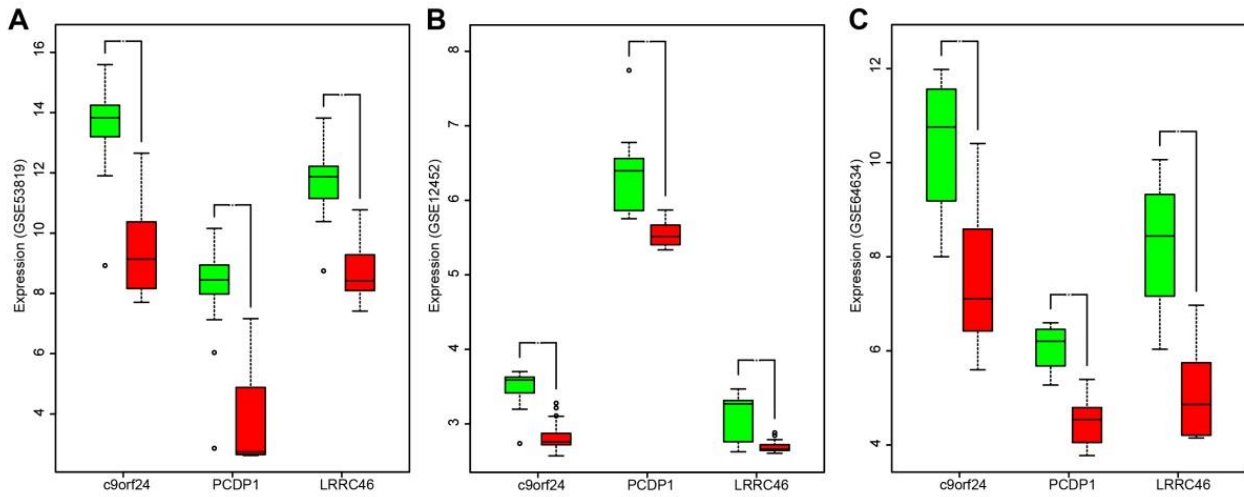 A
B
C
Expression (GSE53819)
16
14
12
10
8
6
4
c9orf24
PCDP1
LRRC46
Expression (GSE12452)
8
7
6
5
4
3
c9orf24
PCDP1
LRRC46
Expression (GSE64634)
12
10
8
6
4
c9orf24
PCDP1
LRRC46